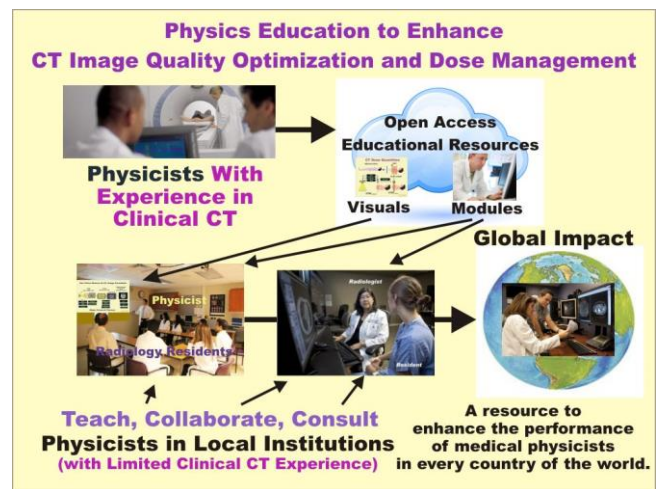 Physics Education to Enhance
CT Image Quality Optimization and Dose Management
Open Access
Educational Resources
Visuals
Modules
Physicists With
Experience in
Clinical CT
Global Impact
Physicist
Radiology Residents
Radiologist
Resident
Teach, Collaborate, Consult
Physicists in Local Institutions
(with Limited Clinical CT Experience)
A resource to
enhance the performance
of medical physicists
in every country of the world.